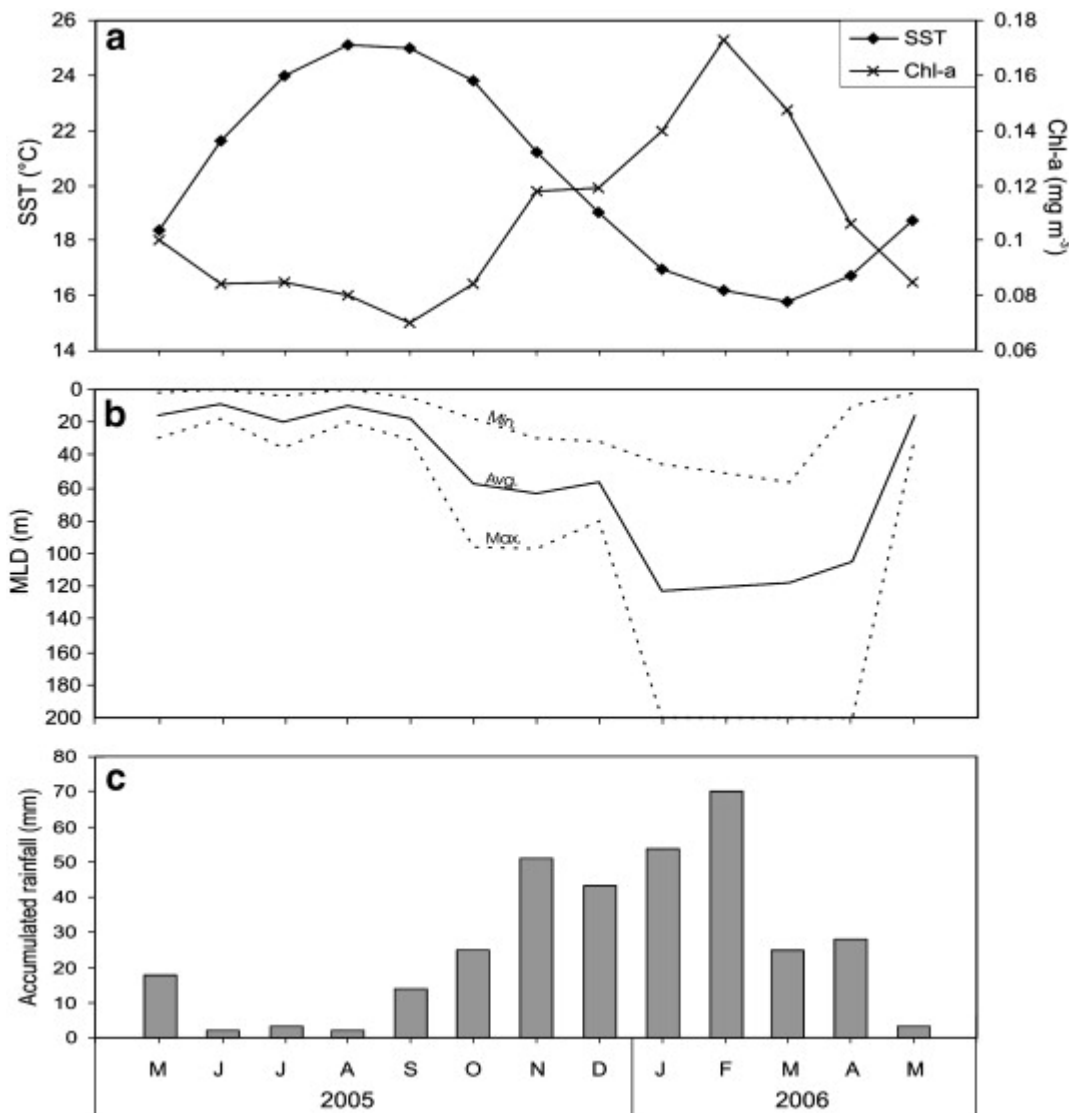 a
SST
Chl-a
26
24
22
20
18
16
14
SST (°C)
0.18
0.16
0.14
0.12
0.1
0.08
0.06
Chl-a (mg m⁻³)
b
0
20
40
60
80
100
120
140
160
180
200
MLD (m)
Min.
Avg.
Max.
c
80
70
60
50
40
30
20
10
0
Accumulated rainfall (mm)
M J J A S O N D J F M A M
2005 2006